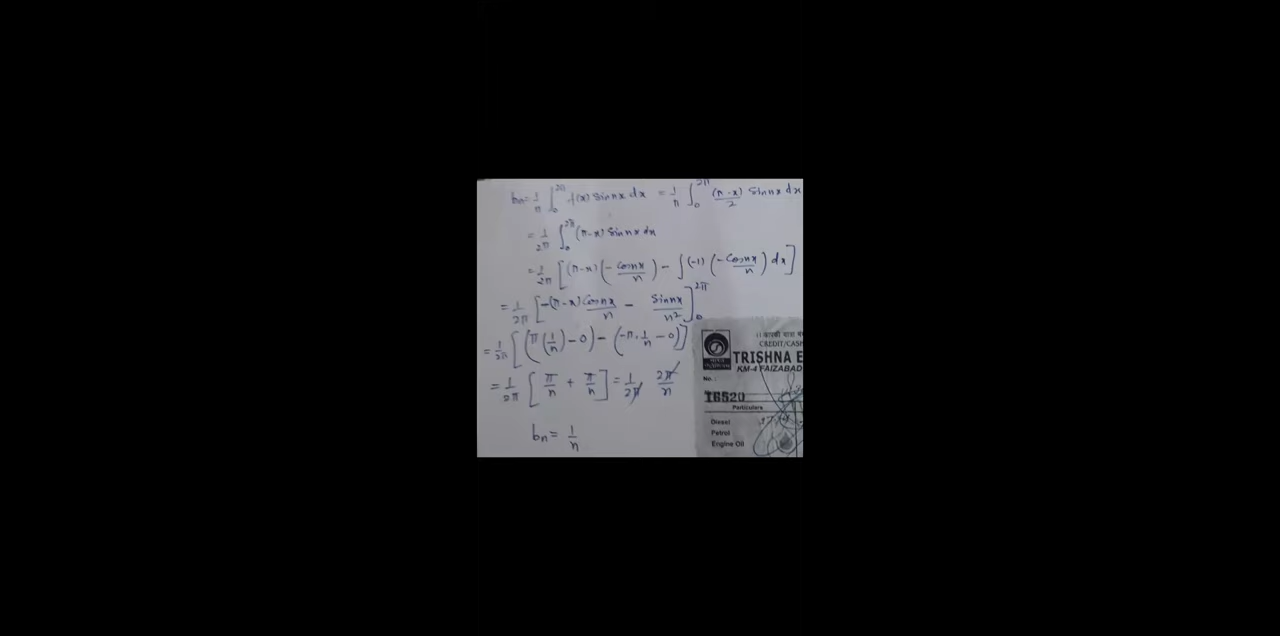 bn = 1/π ∫₀^2π f(x) sin nx dx = 1/π ∫₀^2π (π-x)/2 sin nx dx
= 1/2π ∫₀^2π (π-x) sin nx dx
= 1/2π [(π-x) (-cos nx/n) - ∫(-1) (-cos nx/n) dx]
= 1/2π [-(π-x) cos nx/n - sin nx/n²]₀^2π
= 1/2π [(π(1/n) - 0) - (-π. 1/n - 0)]
= 1/2π [π/n + π/n] = 1/2π . 2π/n
bn = 1/n
CREDIT/CASH
TRISHNA E
KM-4 FAIZABAD
No. :
16520
Particulars
Diesel
Petrol
Engine Oil